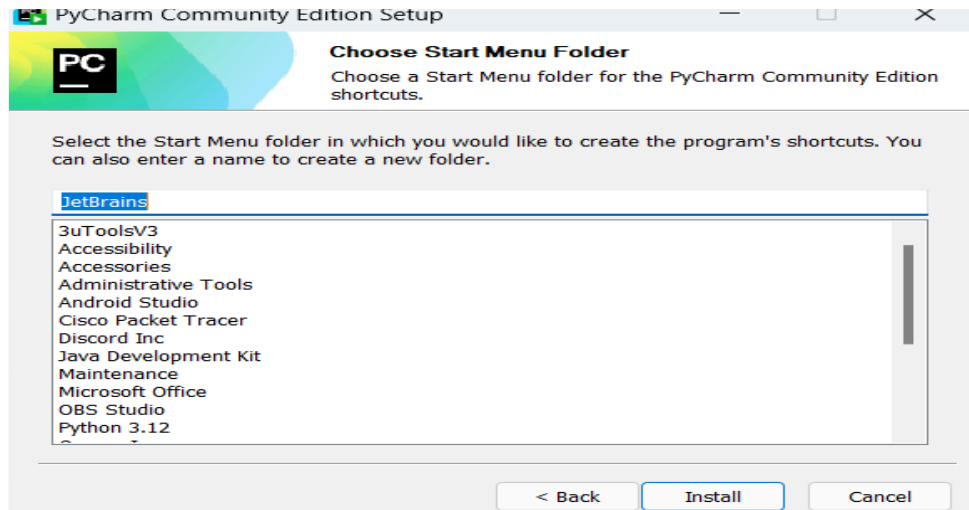 PyCharm Community Edition Setup
PC
Choose Start Menu Folder
Choose a Start Menu folder for the PyCharm Community Edition
shortcuts.
Select the Start Menu folder in which you would like to create the program's shortcuts. You
can also enter a name to create a new folder.
JetBrains
3uToolsV3
Accessibility
Accessories
Administrative Tools
Android Studio
Cisco Packet Tracer
Discord Inc
Java Development Kit
Maintenance
Microsoft Office
OBS Studio
Python 3.12
< Back
Install
Cancel